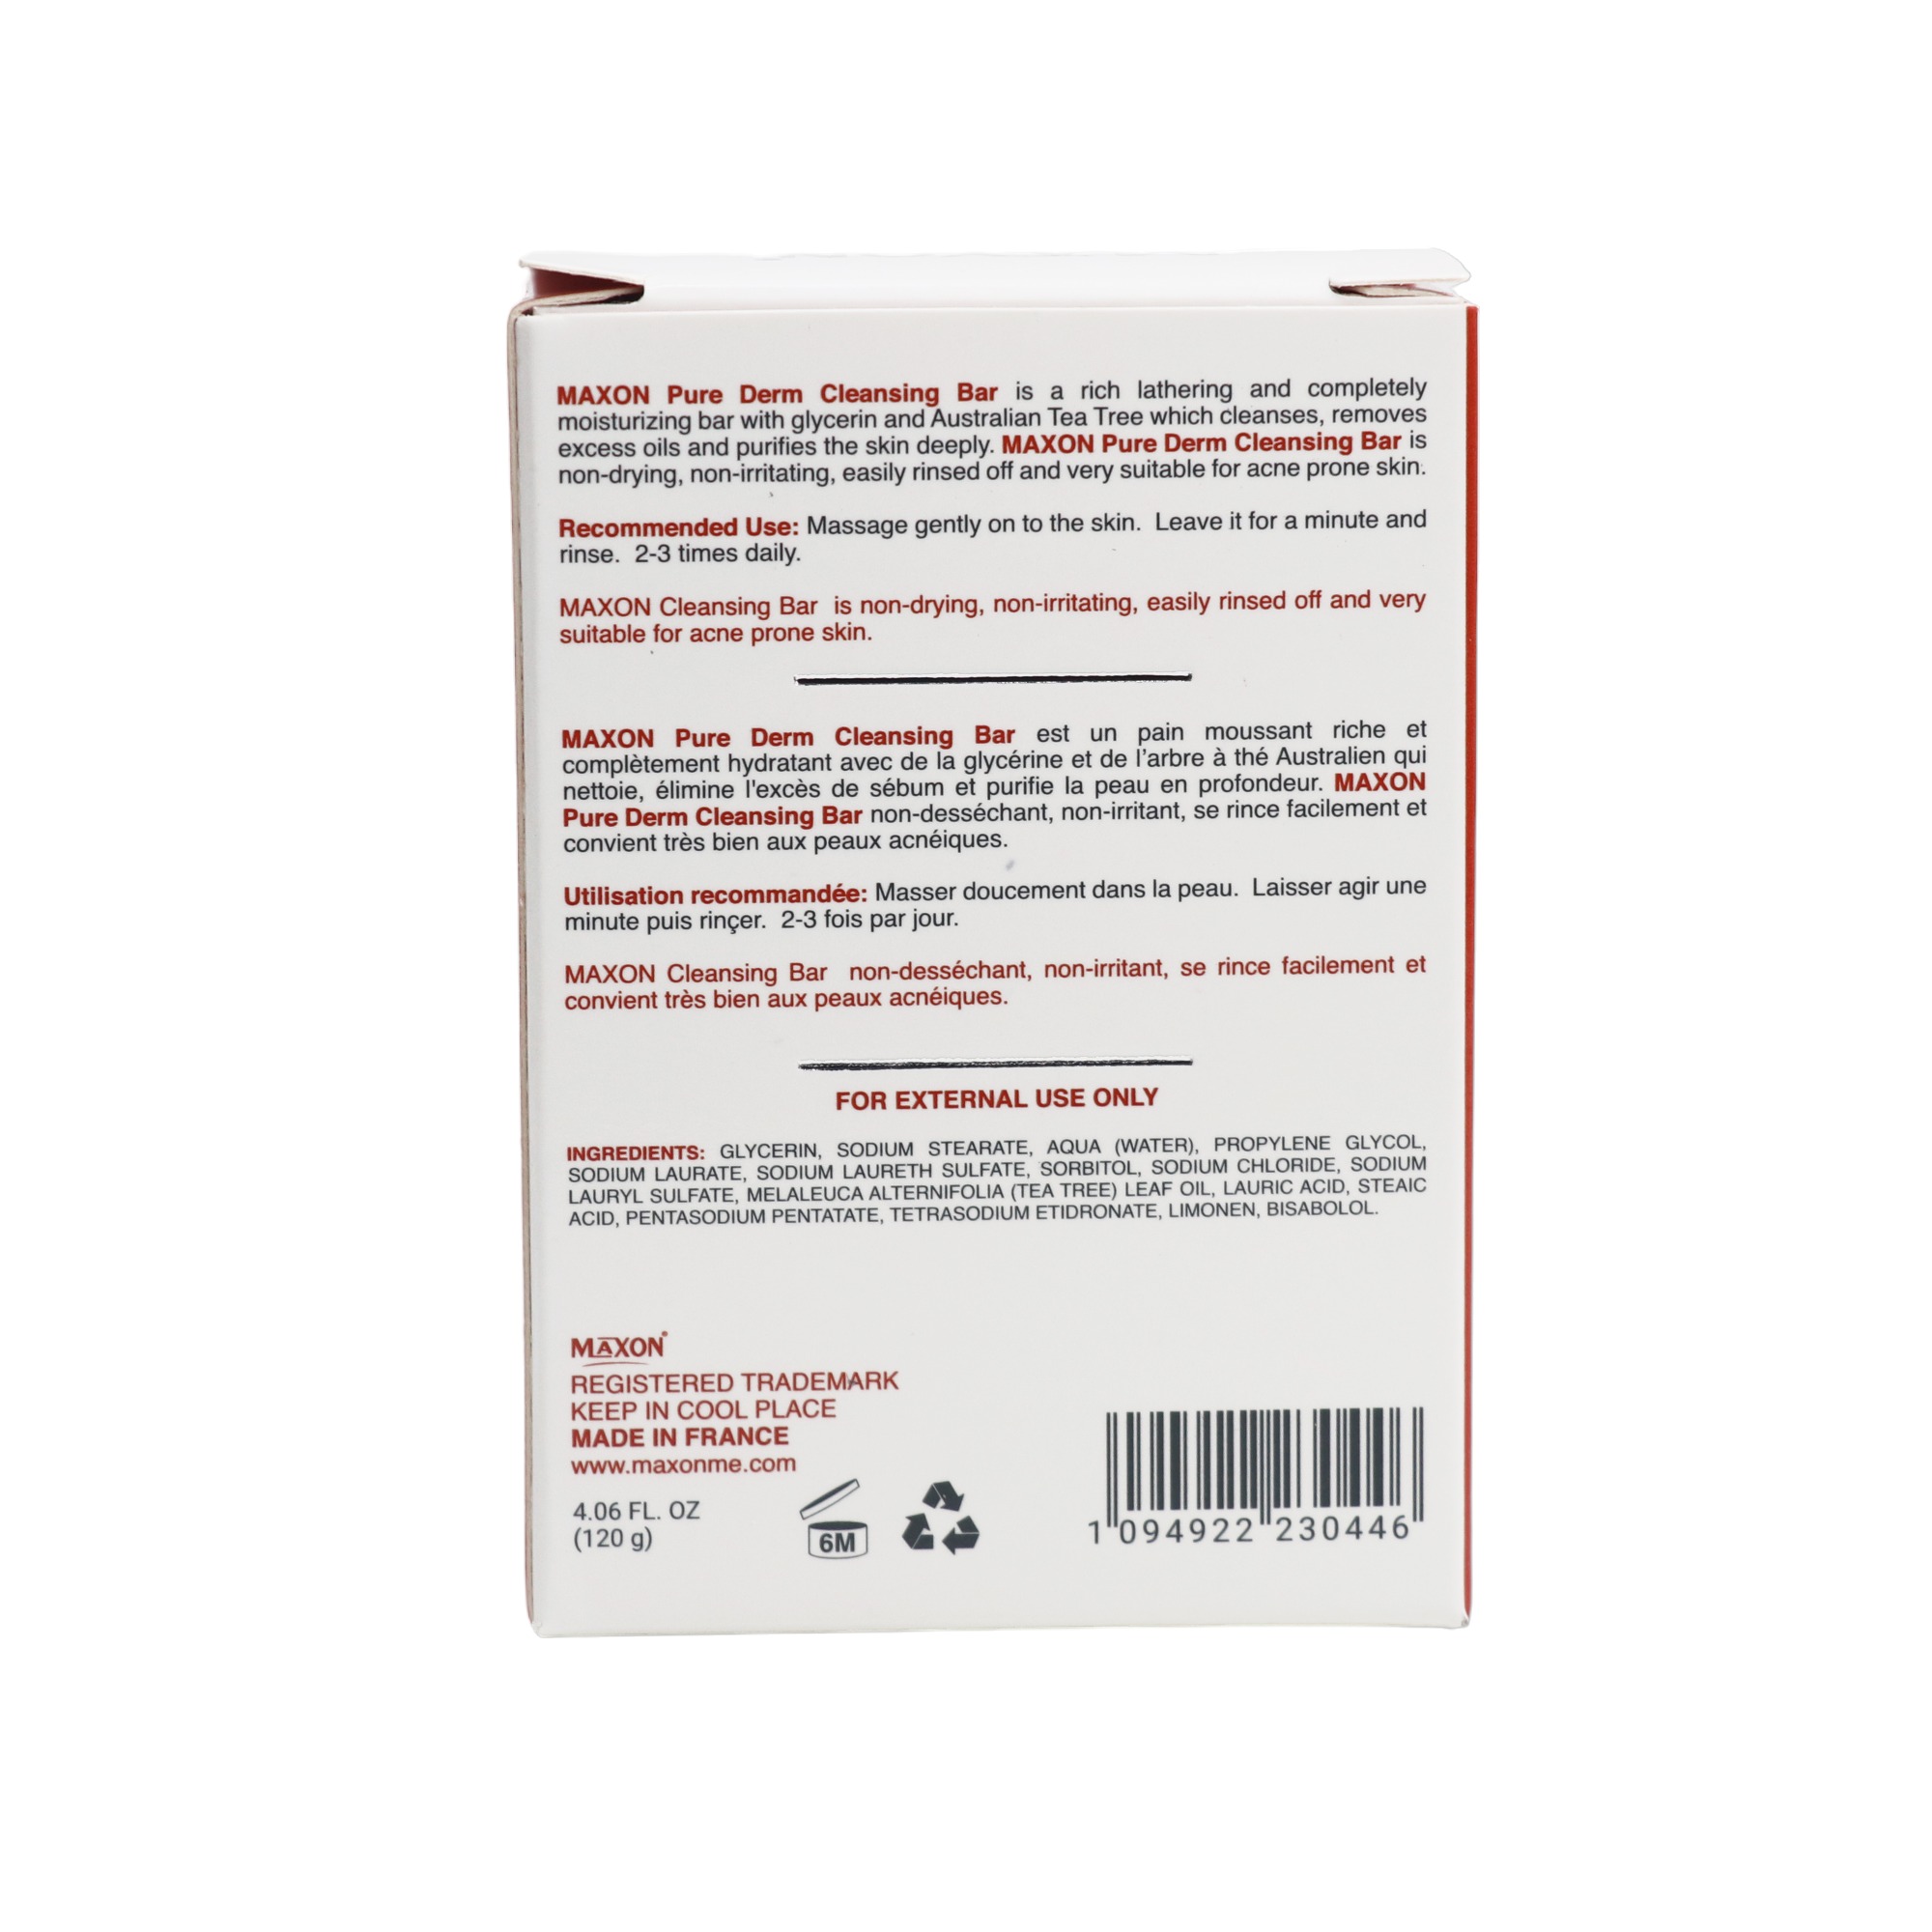 MAXON Pure Derm Cleansing Bar is a rich lathering and completely
moisturizing bar with glycerin and Australian Tea Tree which cleanses, removes
excess oils and purifies the skin deeply. MAXON Pure Derm Cleansing Bar is
non-drying, non-irritating, easily rinsed off and very suitable for acne prone skin.
Recommended Use: Massage gently on to the skin. Leave it for a minute and
rinse. 2-3 times daily.
MAXON Cleansing Bar is non-drying, non-irritating, easily rinsed off and very
suitable for acne prone skin.
MAXON Pure Derm Cleansing Bar est un pain moussant riche et
complètement hydratant avec de la glycérine et de l'arbre à thé Australien qui
nettoie, élimine l'excès de sébum et purifie la peau en profondeur. MAXON
Pure Derm Cleansing Bar non-desséchant, non-irritant, se rince facilement et
convient très bien aux peaux acnéiques.
Utilisation recommandée: Masser doucement dans la peau. Laisser agir une
minute puis rinçer. 2-3 fois par jour.
MAXON Cleansing Bar non-desséchant, non-irritant, se rince facilement et
convient très bien aux peaux acnéiques.
FOR EXTERNAL USE ONLY
INGREDIENTS: GLYCERIN, SODIUM STEARATE, AQUA (WATER), PROPYLENE GLYCOL,
SODIUM LAURATE, SODIUM LAURETH SULFATE, SORBITOL, SODIUM CHLORIDE, SODIUM
LAURYL SULFATE, MELALEUCA ALTERNIFOLIA (TEA TREE) LEAF OIL, LAURIC ACID, STEAIC
ACID, PENTASODIUM PENTATATE, TETRASODIUM ETIDRONATE, LIMONEN, BISABOLOL.
MAXON®
REGISTERED TRADEMARK
KEEP IN COOL PLACE
MADE IN FRANCE
www.maxonme.com
4.06 FL. OZ
(120 g)
6M
1 094922 230446